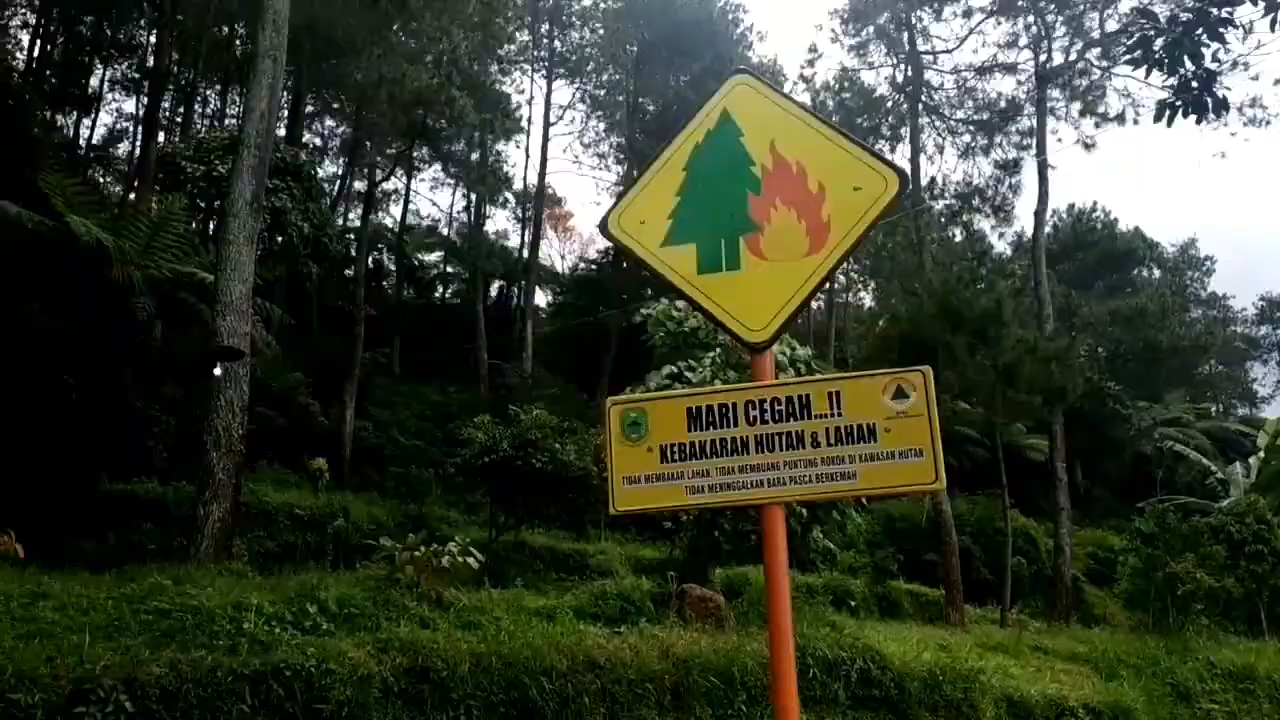 MARI CEGAH...!!
KEBAKARAN HUTAN & LAHAN
TIDAK MEMBAKAR LAHAN, TIDAK MEMBUANG PUNTUNG ROKOK DI KAWASAN HUTAN
TIDAK MENINGGALKAN BARA PASCA BERKEMAH